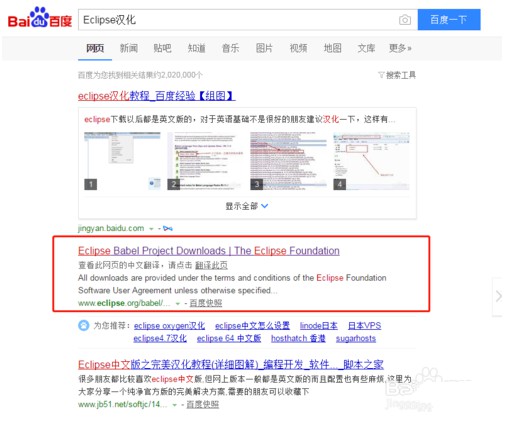 Bai百度 Eclipse汉化 百度一下
网页 新闻 贴吧 知道 音乐 图片 视频 地图 文库 更多»
百度为您找到相关结果约2,020,000个 搜索工具
eclipse汉化教程_百度经验【组图】
eclipse下载以后都是英文版的，对于英语基础不是很好的朋友建议汉化一下，这样有...
1 2 3 4
显示全部
jingyan.baidu.com
Eclipse Babel Project Downloads | The Eclipse Foundation
查看此网页的中文翻译，请点击 翻译此页
All downloads are provided under the terms and conditions of the Eclipse Foundation
Software User Agreement unless otherwise specified...
www.eclipse.org/babel/... - 百度快照
为您推荐： eclipse oxygen汉化 eclipse中文怎么设置 linode日本 日本VPS
eclipse4.7汉化 eclipse 64 中文版 hosthatch 香港 sugarhosts
Eclipse中文版之完美汉化教程(详细图解)_编程开发_软件..._脚本之家
很多朋友都比较喜欢eclipse中文版,但网上版本一般都是英文版的而且配置也有些麻烦,这里为
大家分享一个纯净官方版的完美解决方案,需要的朋友可以收藏下
www.jb51.net/softjc/14... - 百度快照